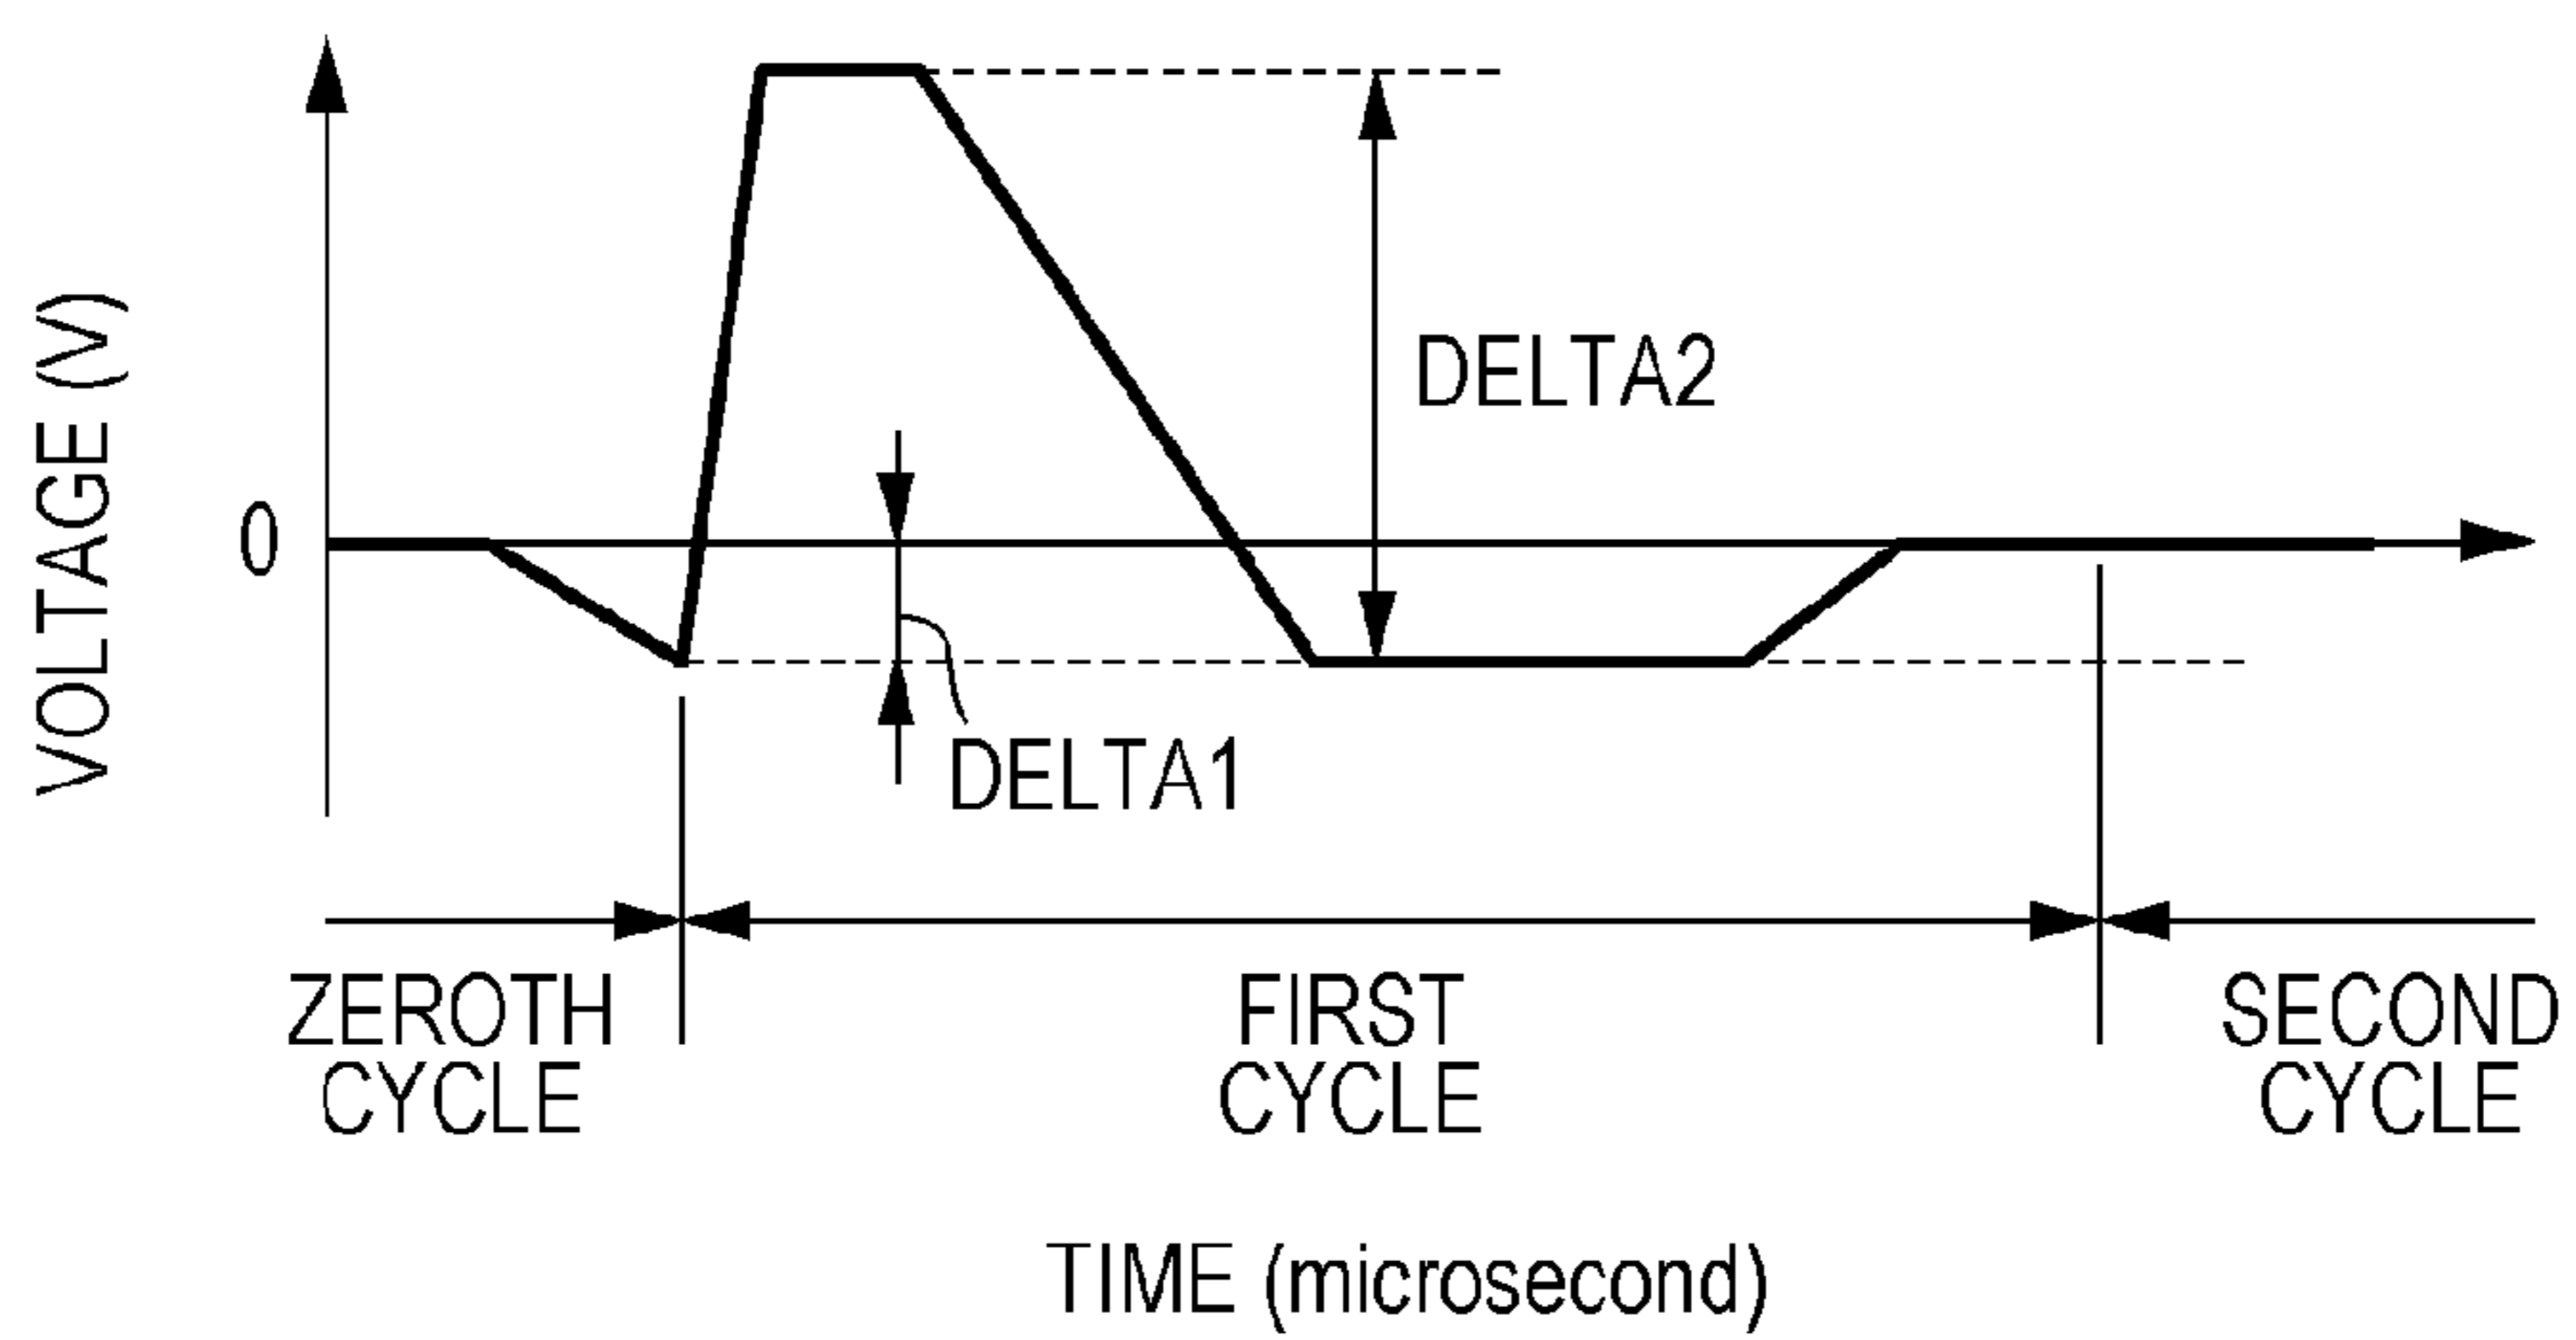 VOLTAGE (V)
0
DELTA2
DELTA1
ZEROTH
CYCLE
FIRST
CYCLE
SECOND
CYCLE
TIME (microsecond)